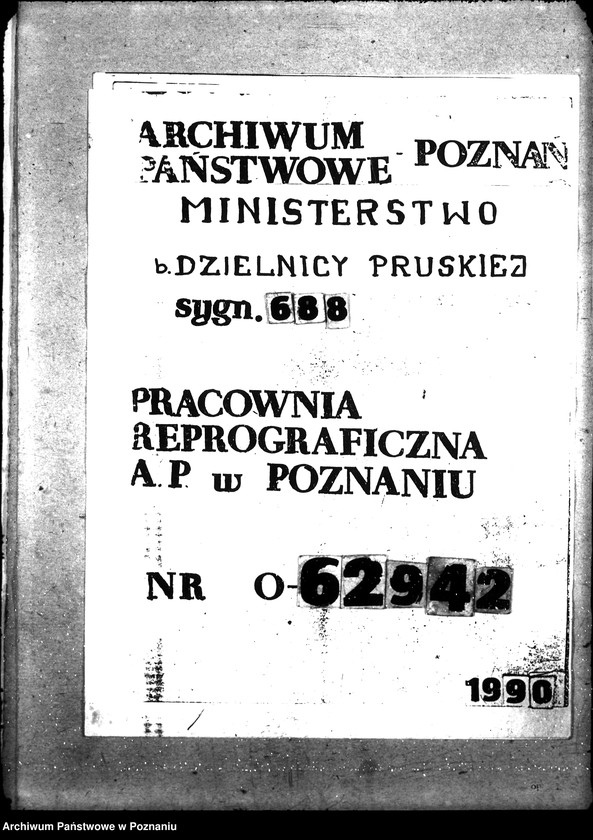 ARCHIWUM
PAŃSTWOWE - POZNAŃ
MINISTERSTWO
b. DZIELNICY PRUSKIEJ
sygn. 688
PRACOWNIA
REPROGRAFICZNA
A.P. w POZNANIU
NR O-62942
1990
Archiwum Państwowe w Poznaniu